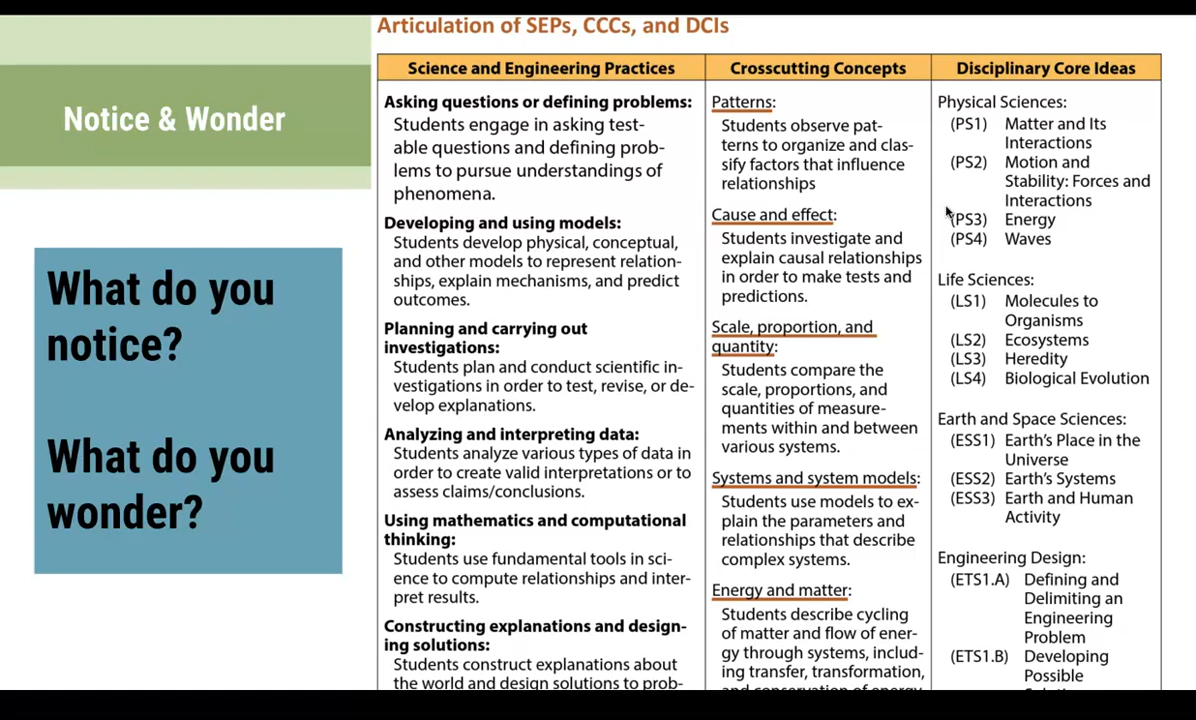 Articulation of SEPs, CCCs, and DCIs
Notice & Wonder
What do you
notice?
What do you
wonder?
Science and Engineering Practices
Asking questions or defining problems:
Students engage in asking test-
able questions and defining prob-
lems to pursue understandings of
phenomena.
Developing and using models:
Students develop physical, conceptual,
and other models to represent relation-
ships, explain mechanisms, and predict
outcomes.
Planning and carrying out
investigations:
Students plan and conduct scientific in-
vestigations in order to test, revise, or de-
velop explanations.
Analyzing and interpreting data:
Students analyze various types of data in
order to create valid interpretations or to
assess claims/conclusions.
Using mathematics and computational
thinking:
Students use fundamental tools in sci-
ence to compute relationships and inter-
pret results.
Constructing explanations and design-
ing solutions:
Students construct explanations about
the world and design solutions to prob-
Crosscutting Concepts
Patterns:
Students observe pat-
terns to organize and clas-
sify factors that influence
relationships
Cause and effect:
Students investigate and
explain causal relationships
in order to make tests and
predictions.
Scale, proportion, and
quantity:
Students compare the
scale, proportions, and
quantities of measure-
ments within and between
various systems.
Systems and system models:
Students use models to ex-
plain the parameters and
relationships that describe
complex systems.
Energy and matter:
Students describe cycling
of matter and flow of ener-
gy through systems, includ-
ing transfer, transformation,
and conservation of energy
Disciplinary Core Ideas
Physical Sciences:
(PS1) Matter and Its
Interactions
(PS2) Motion and
Stability: Forces and
Interactions
(PS3) Energy
(PS4) Waves
Life Sciences:
(LS1) Molecules to
Organisms
(LS2) Ecosystems
(LS3) Heredity
(LS4) Biological Evolution
Earth and Space Sciences:
(ESS1) Earth's Place in the
Universe
(ESS2) Earth's Systems
(ESS3) Earth and Human
Activity
Engineering Design:
(ETS1.A) Defining and
Delimiting an
Engineering
Problem
(ETS1.B) Developing
Possible